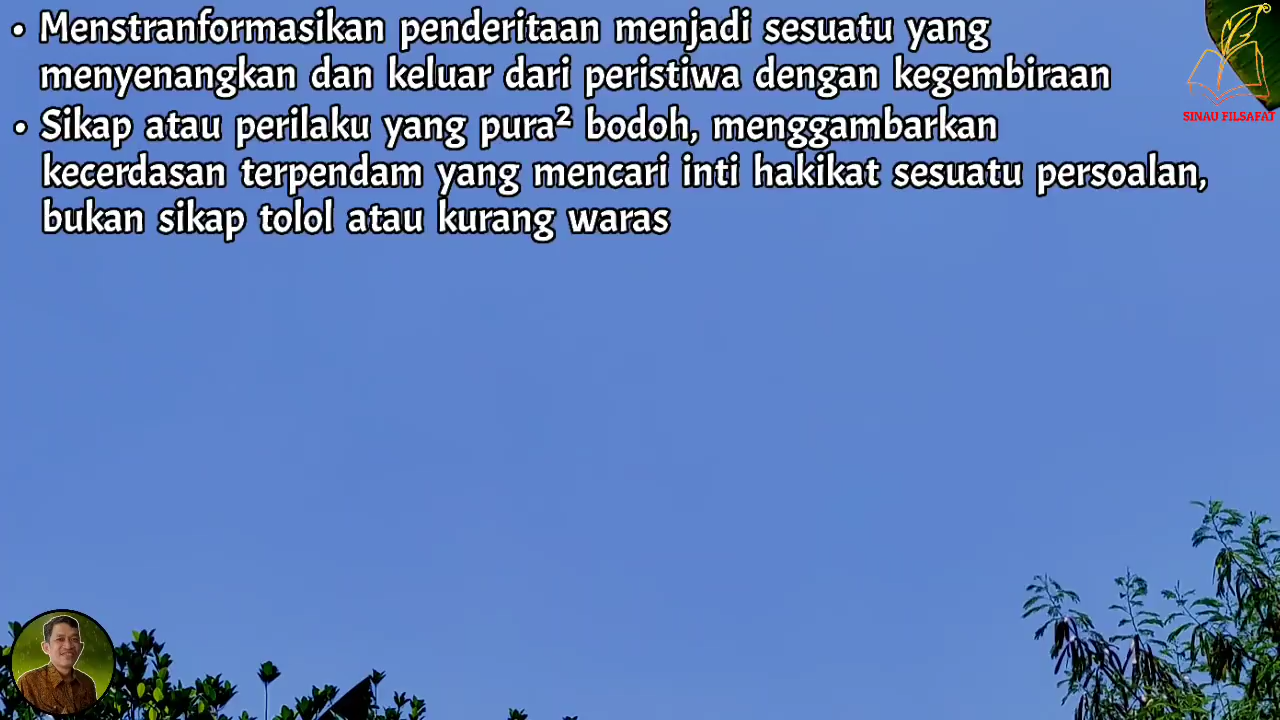 • Menstranformasikan penderitaan menjadi sesuatu yang
menyenangkan dan keluar dari peristiwa dengan kegembiraan
• Sikap atau perilaku yang pura² bodoh, menggambarkan
kecerdasan terpendam yang mencari inti hakikat sesuatu persoalan,
bukan sikap tolol atau kurang waras
SINAU FILSAFAT